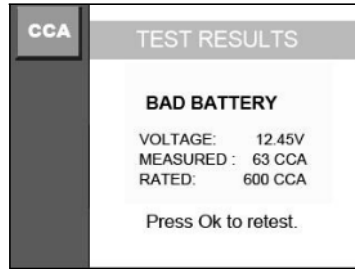 CCA
TEST RESULTS
BAD BATTERY
VOLTAGE: 12.45V
MEASURED : 63 CCA
RATED: 600 CCA
Press Ok to retest.